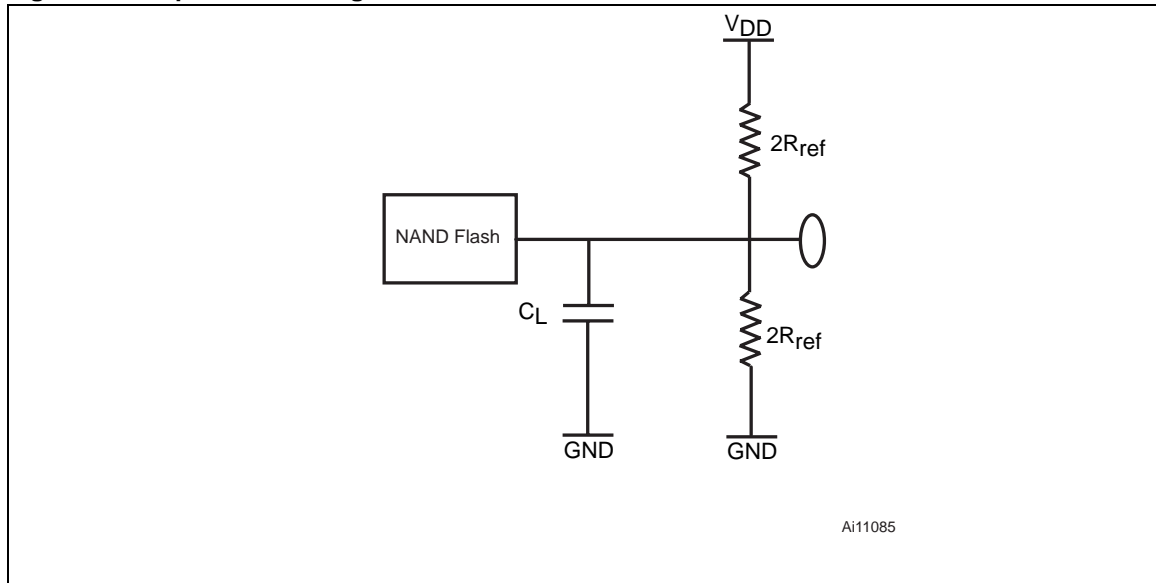 VDD
2Rref
NAND Flash
CL
2Rref
GND
GND
Ai11085